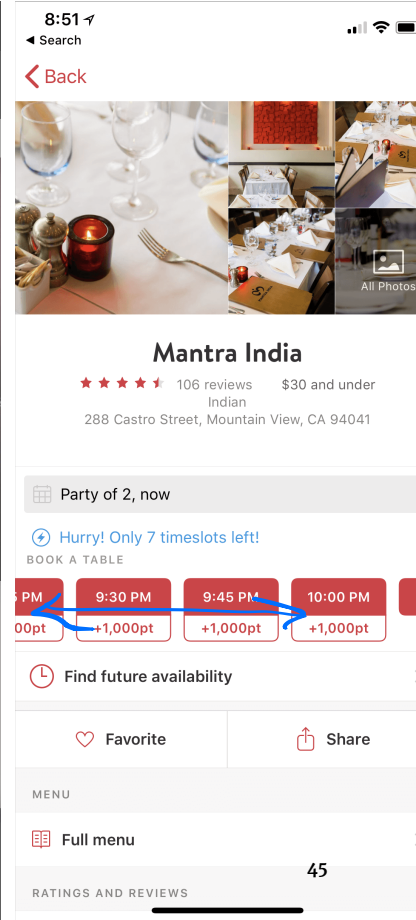 8:51
Search
Back
All Photos
Mantra India
106 reviews $30 and under
Indian
288 Castro Street, Mountain View, CA 94041
Party of 2, now
Hurry! Only 7 timeslots left!
BOOK A TABLE
5 PM 9:30 PM 9:45 PM 10:00 PM
00pt +1,000pt +1,000pt +1,000pt
Find future availability
Favorite Share
MENU
Full menu
45
RATINGS AND REVIEWS